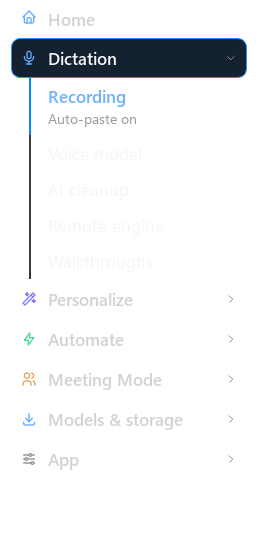 Home
Dictation
Recording
Auto-paste on
Voice model
AI cleanup
Remote engine
Walkthroughs
Personalize
Automate
Meeting Mode
Models & storage
App